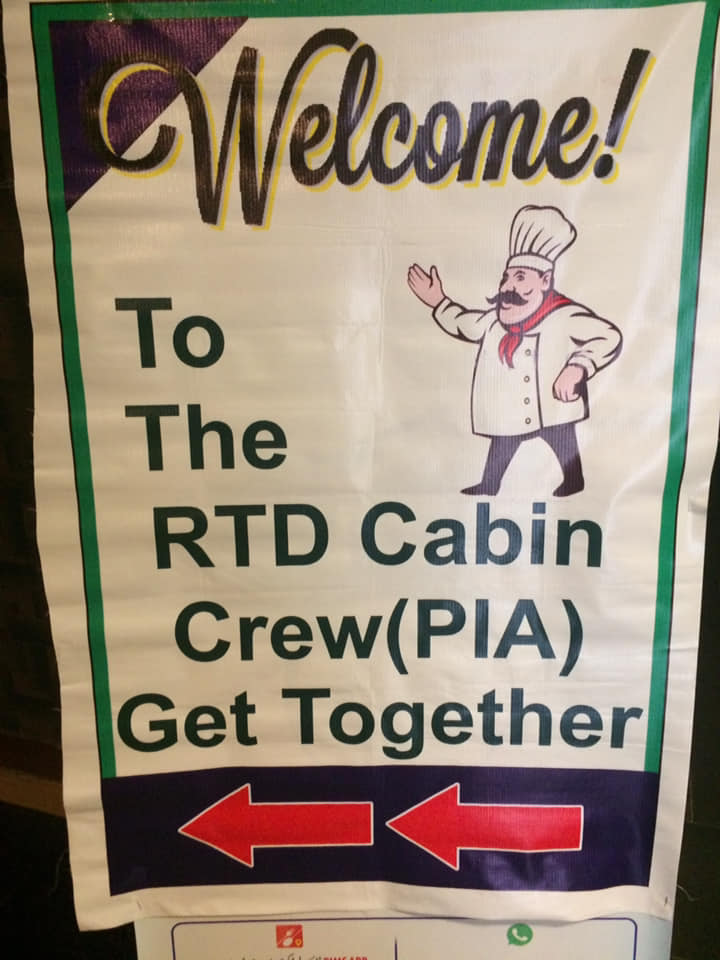 Welcome!
To
The
RTD Cabin
Crew(PIA)
Get Together